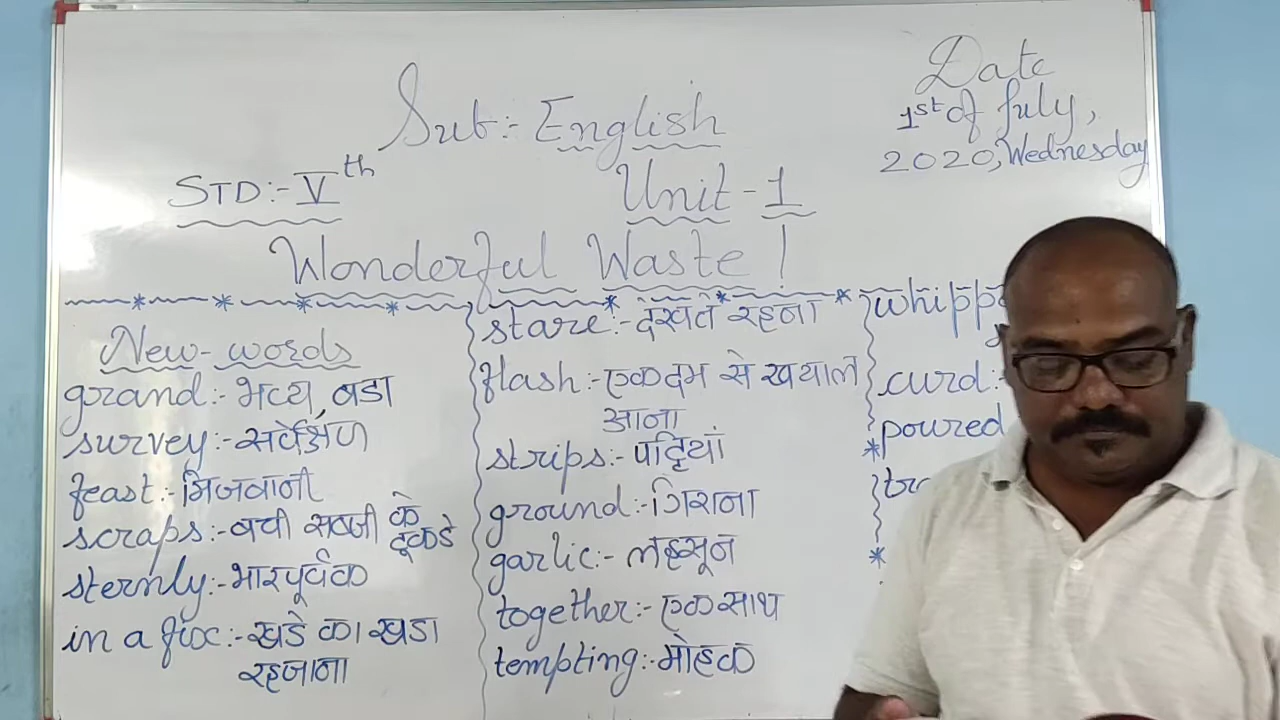 Date
1st of July,
2020, Wednesday
Sub:- English
STD:- Vth
Unit-1
Wonderful Waste!
New-words
grand:- भव्य, बडा
survey:- सर्वेक्षण
feast:- मिजवानी
scraps:- बची सबजी के टूकडे
sternly:- भारपूर्वक
in a fix:- खडे का खडा
रहजाना
stare:- देखते रहना
flash:- एकदम से खयाल
आना
strips:- पट्टियां
ground:- गिराना
garlic:- लहसून
together:- एकसाथ
tempting:- मोहक
curd:-
poured